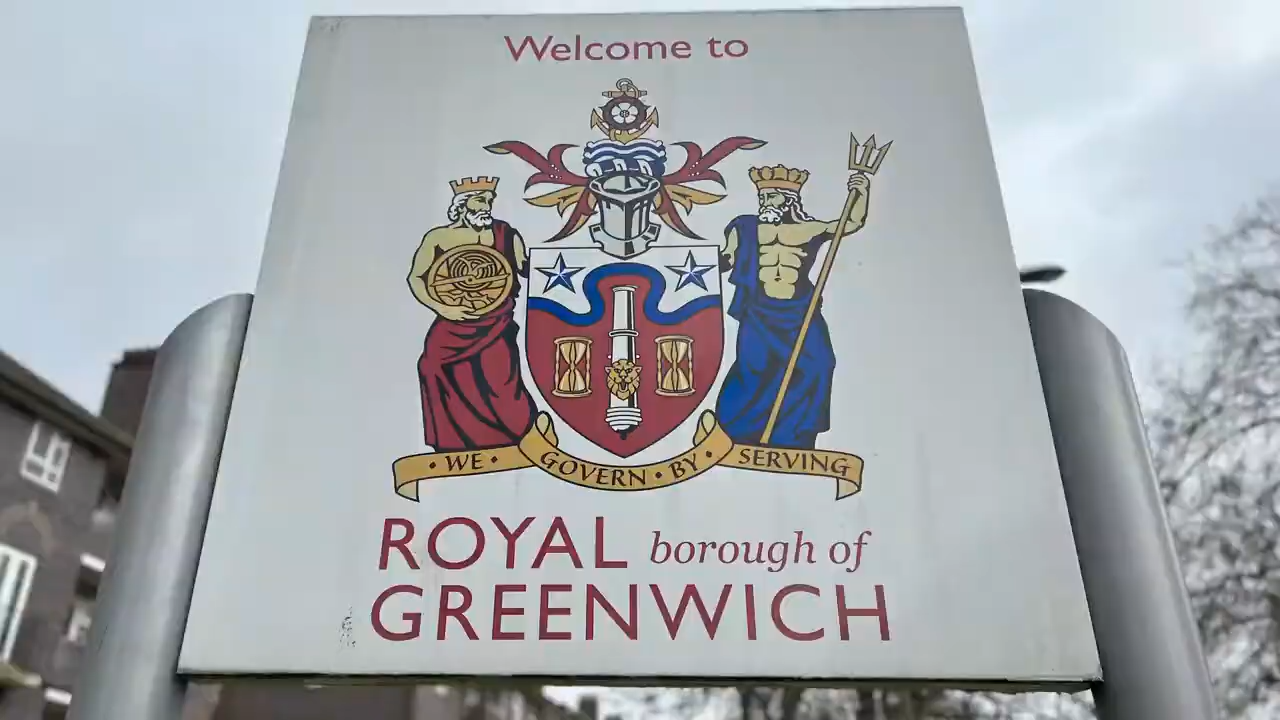 Welcome to
· WE · GOVERN · BY · SERVING
ROYAL borough of
GREENWICH